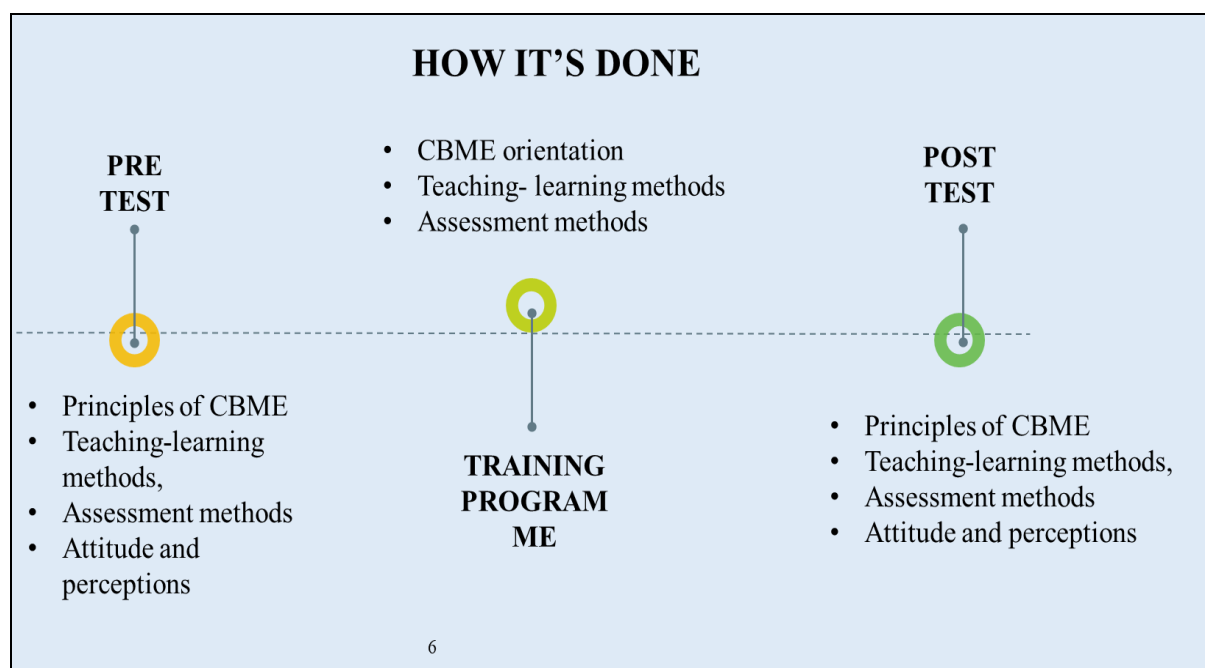 HOW IT’S DONE
PRE
TEST
• Principles of CBME
• Teaching-learning
methods,
• Assessment methods
• Attitude and
perceptions
• CBME orientation
• Teaching- learning methods
• Assessment methods
TRAINING
PROGRAM
ME
POST
TEST
• Principles of CBME
• Teaching-learning methods,
• Assessment methods
• Attitude and perceptions
6